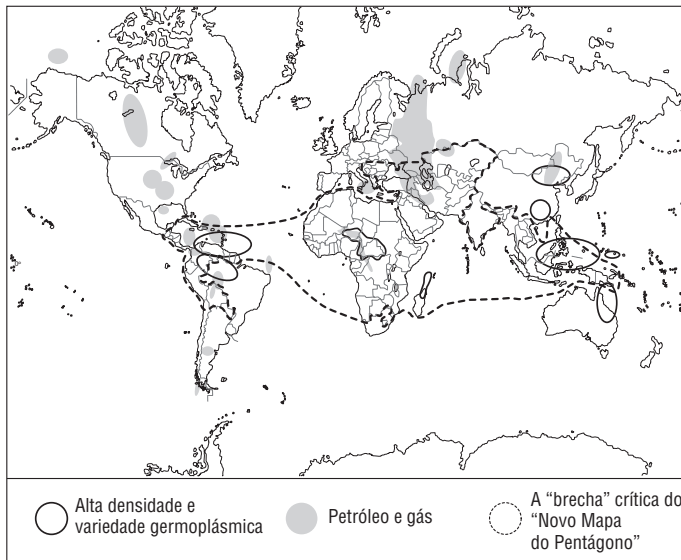 Alta densidade e
variedade germoplásmica
Petróleo e gás
A “brecha” crítica do
“Novo Mapa
do Pentágono”